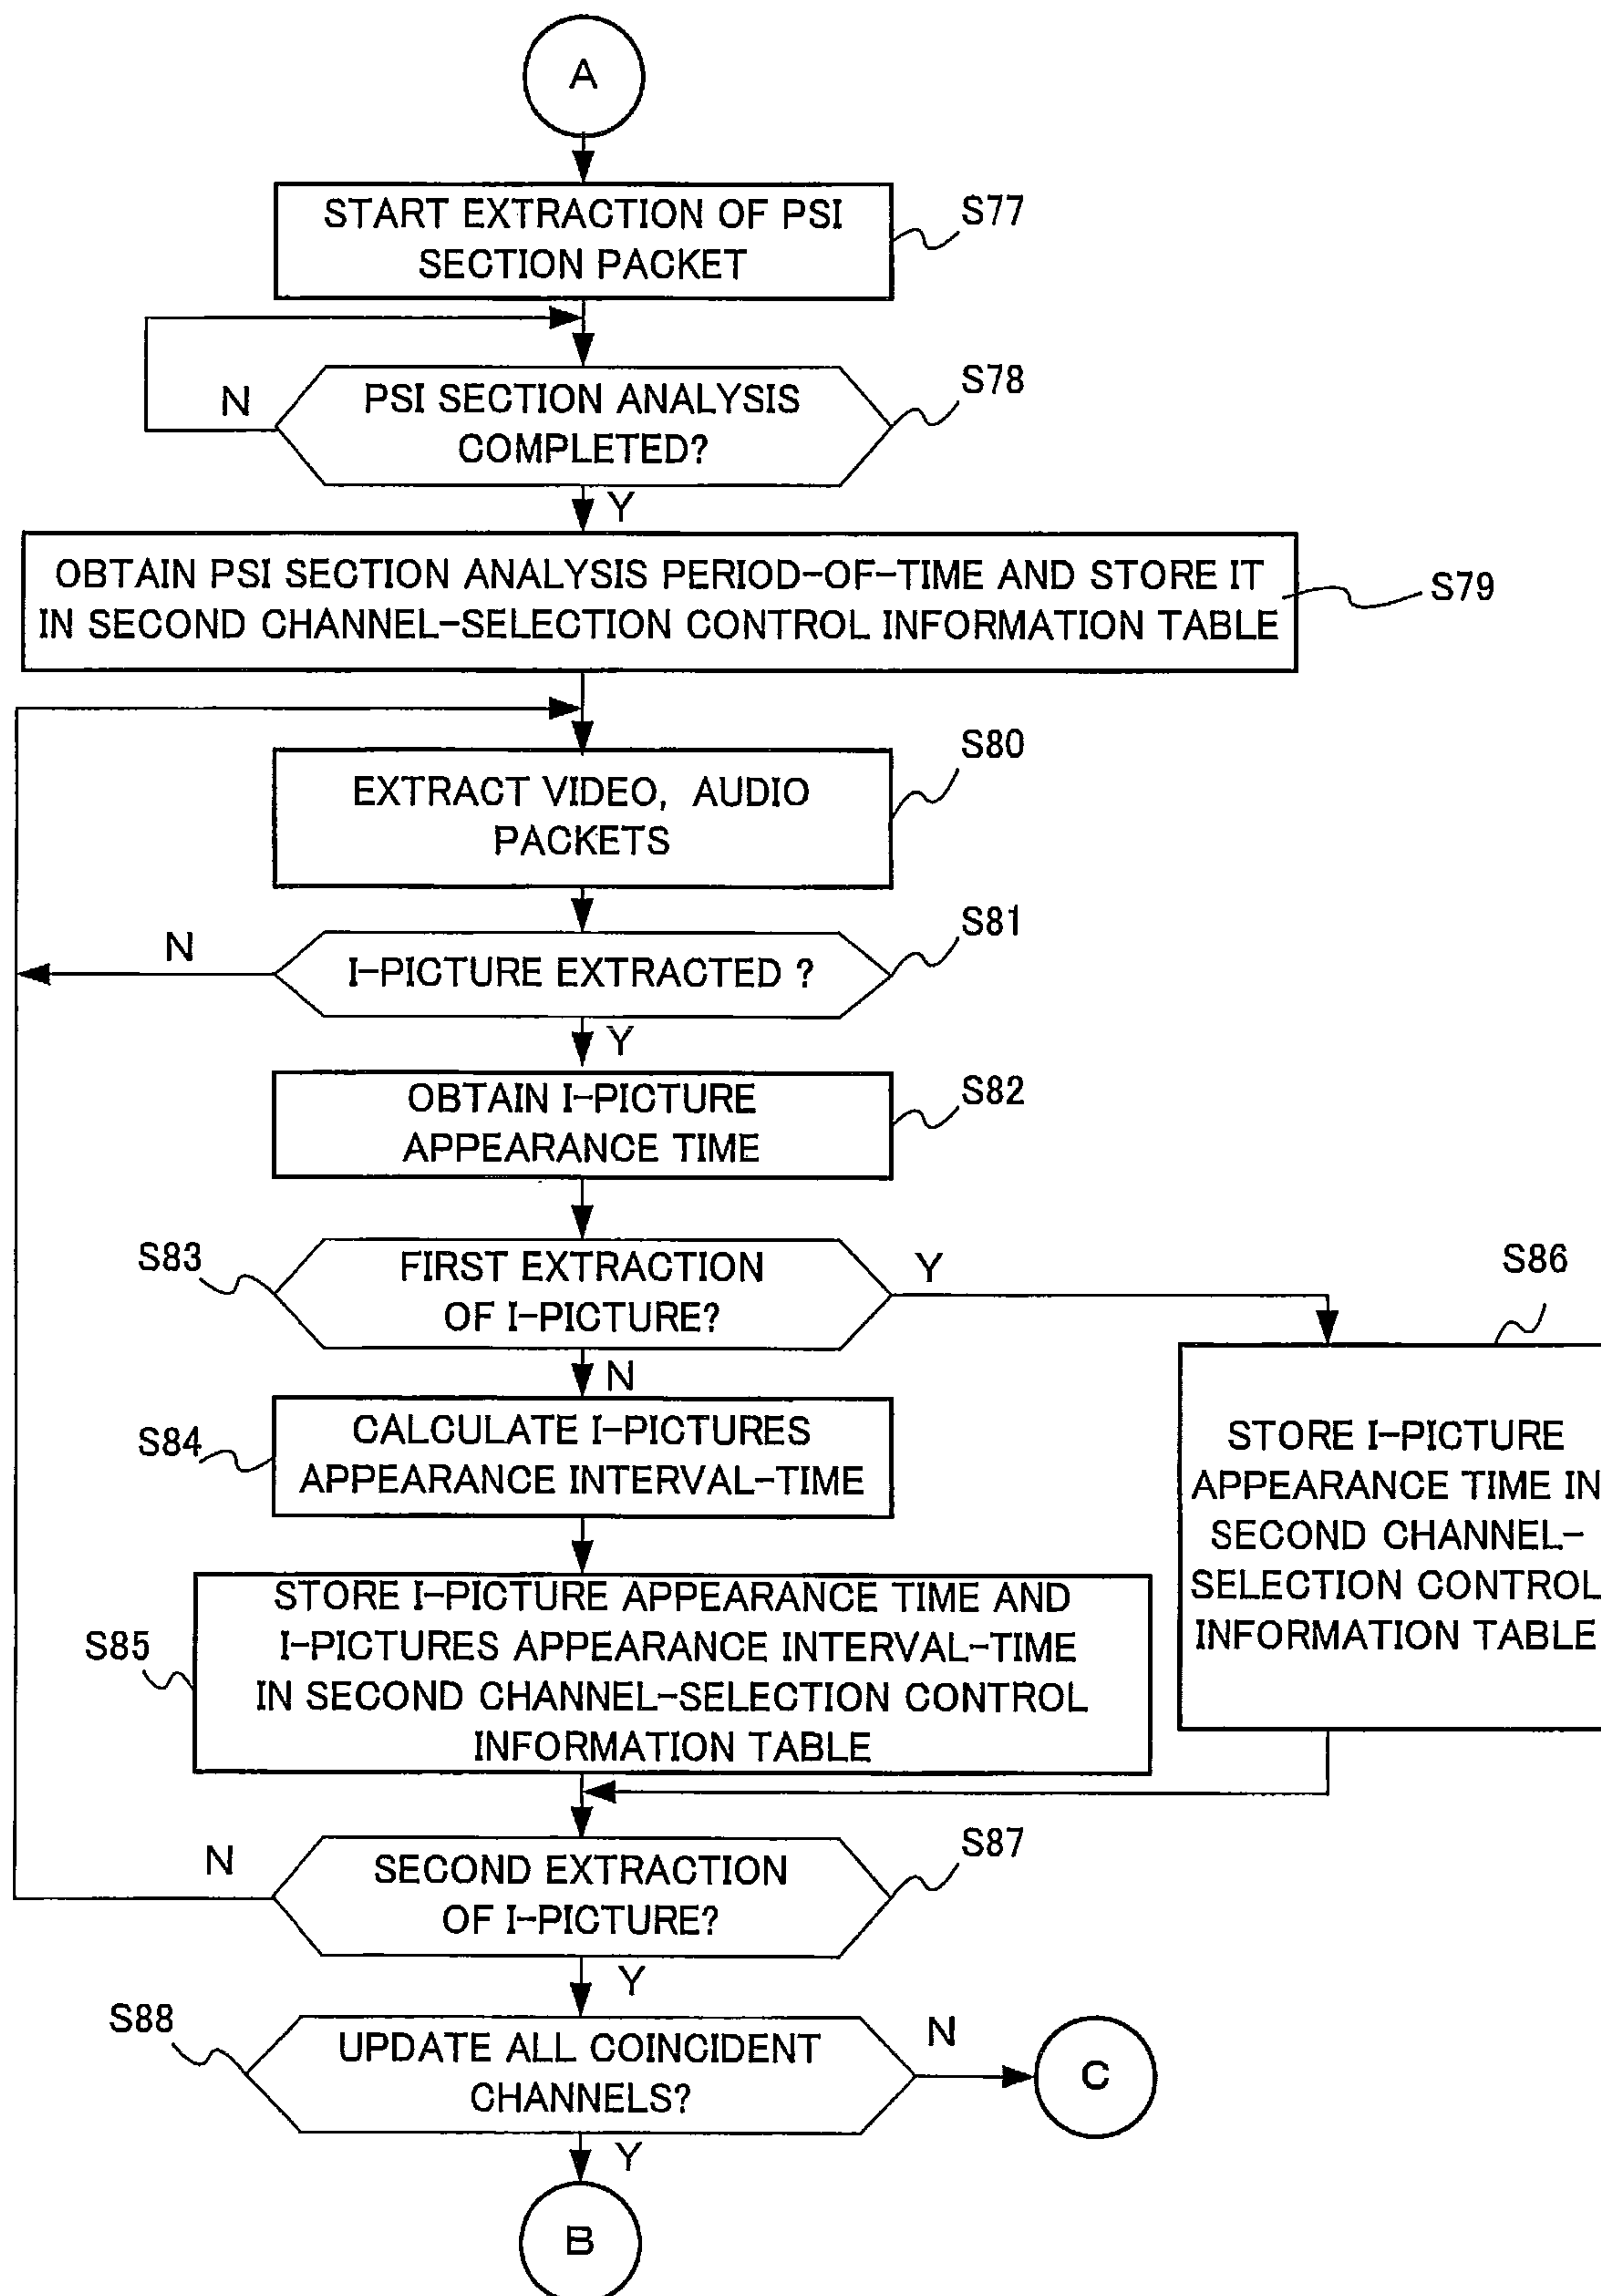 A
START EXTRACTION OF PSI
SECTION PACKET
S77
N
PSI SECTION ANALYSIS
COMPLETED?
S78
Y
OBTAIN PSI SECTION ANALYSIS PERIOD-OF-TIME AND STORE IT
IN SECOND CHANNEL-SELECTION CONTROL INFORMATION TABLE
S79
EXTRACT VIDEO, AUDIO
PACKETS
S80
N
I-PICTURE EXTRACTED ?
S81
Y
OBTAIN I-PICTURE
APPEARANCE TIME
S82
S83
FIRST EXTRACTION
OF I-PICTURE?
Y
N
S86
STORE I-PICTURE
APPEARANCE TIME IN
SECOND CHANNEL-
SELECTION CONTROL
INFORMATION TABLE
S84
CALCULATE I-PICTURES
APPEARANCE INTERVAL-TIME
S85
STORE I-PICTURE APPEARANCE TIME AND
I-PICTURES APPEARANCE INTERVAL-TIME
IN SECOND CHANNEL-SELECTION CONTROL
INFORMATION TABLE
N
SECOND EXTRACTION
OF I-PICTURE?
S87
Y
S88
UPDATE ALL COINCIDENT
CHANNELS?
N
C
Y
B